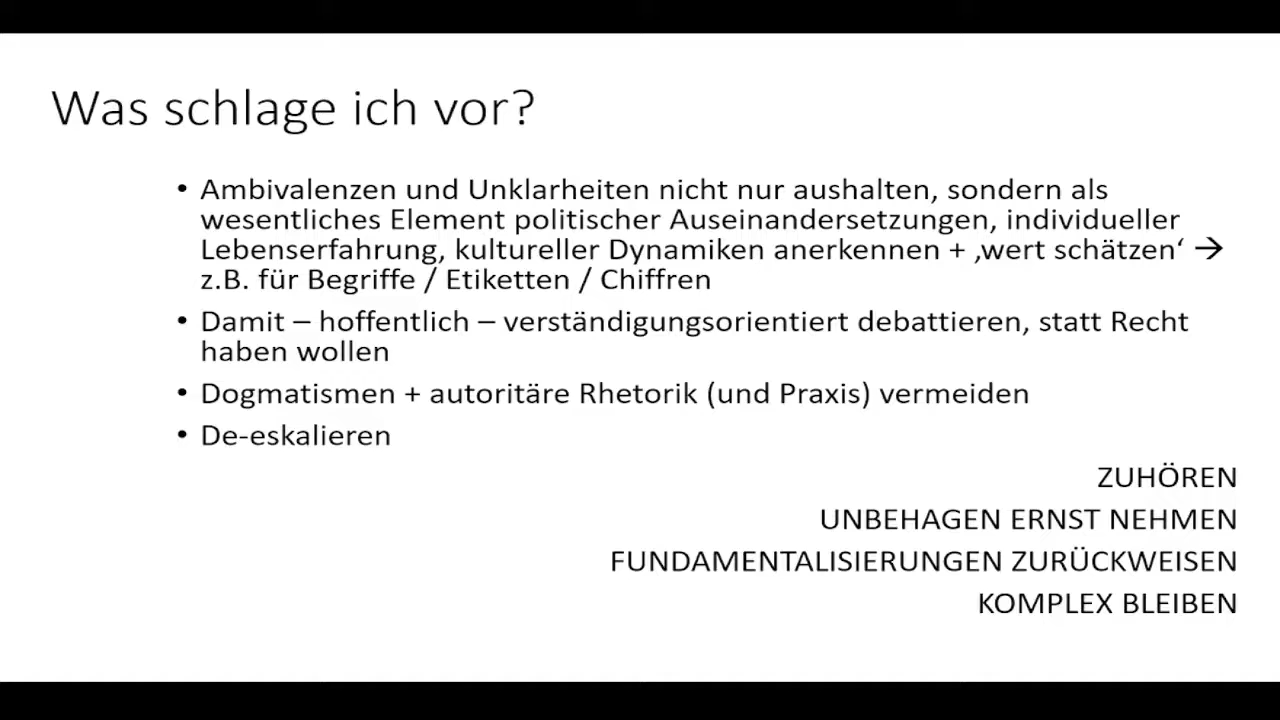 Was schlage ich vor?
• Ambivalenzen und Unklarheiten nicht nur aushalten, sondern als
wesentliches Element politischer Auseinandersetzungen, individueller
Lebenserfahrung, kultureller Dynamiken anerkennen + ‚wert schätzen‘ →
z.B. für Begriffe / Etiketten / Chiffren
• Damit – hoffentlich – verständigungsorientiert debattieren, statt Recht
haben wollen
• Dogmatismen + autoritäre Rhetorik (und Praxis) vermeiden
• De-eskalieren
ZUHÖREN
UNBEHAGEN ERNST NEHMEN
FUNDAMENTALISIERUNGEN ZURÜCKWEISEN
KOMPLEX BLEIBEN